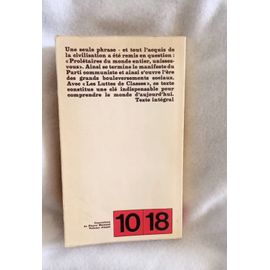 Une seule phrase - et tout l'acquis de
la civilisation a été remis en question :
« Prolétaires du monde entier, unissez-
vous ». Ainsi se termine le manifeste du
Parti communiste et ainsi s'ouvre l'ère
des grands bouleversements sociaux.
Avec « Les Luttes de Classes », ce texte
constitue une clé indispensable pour
comprendre le monde d'aujourd'hui.
Texte intégral
10 18